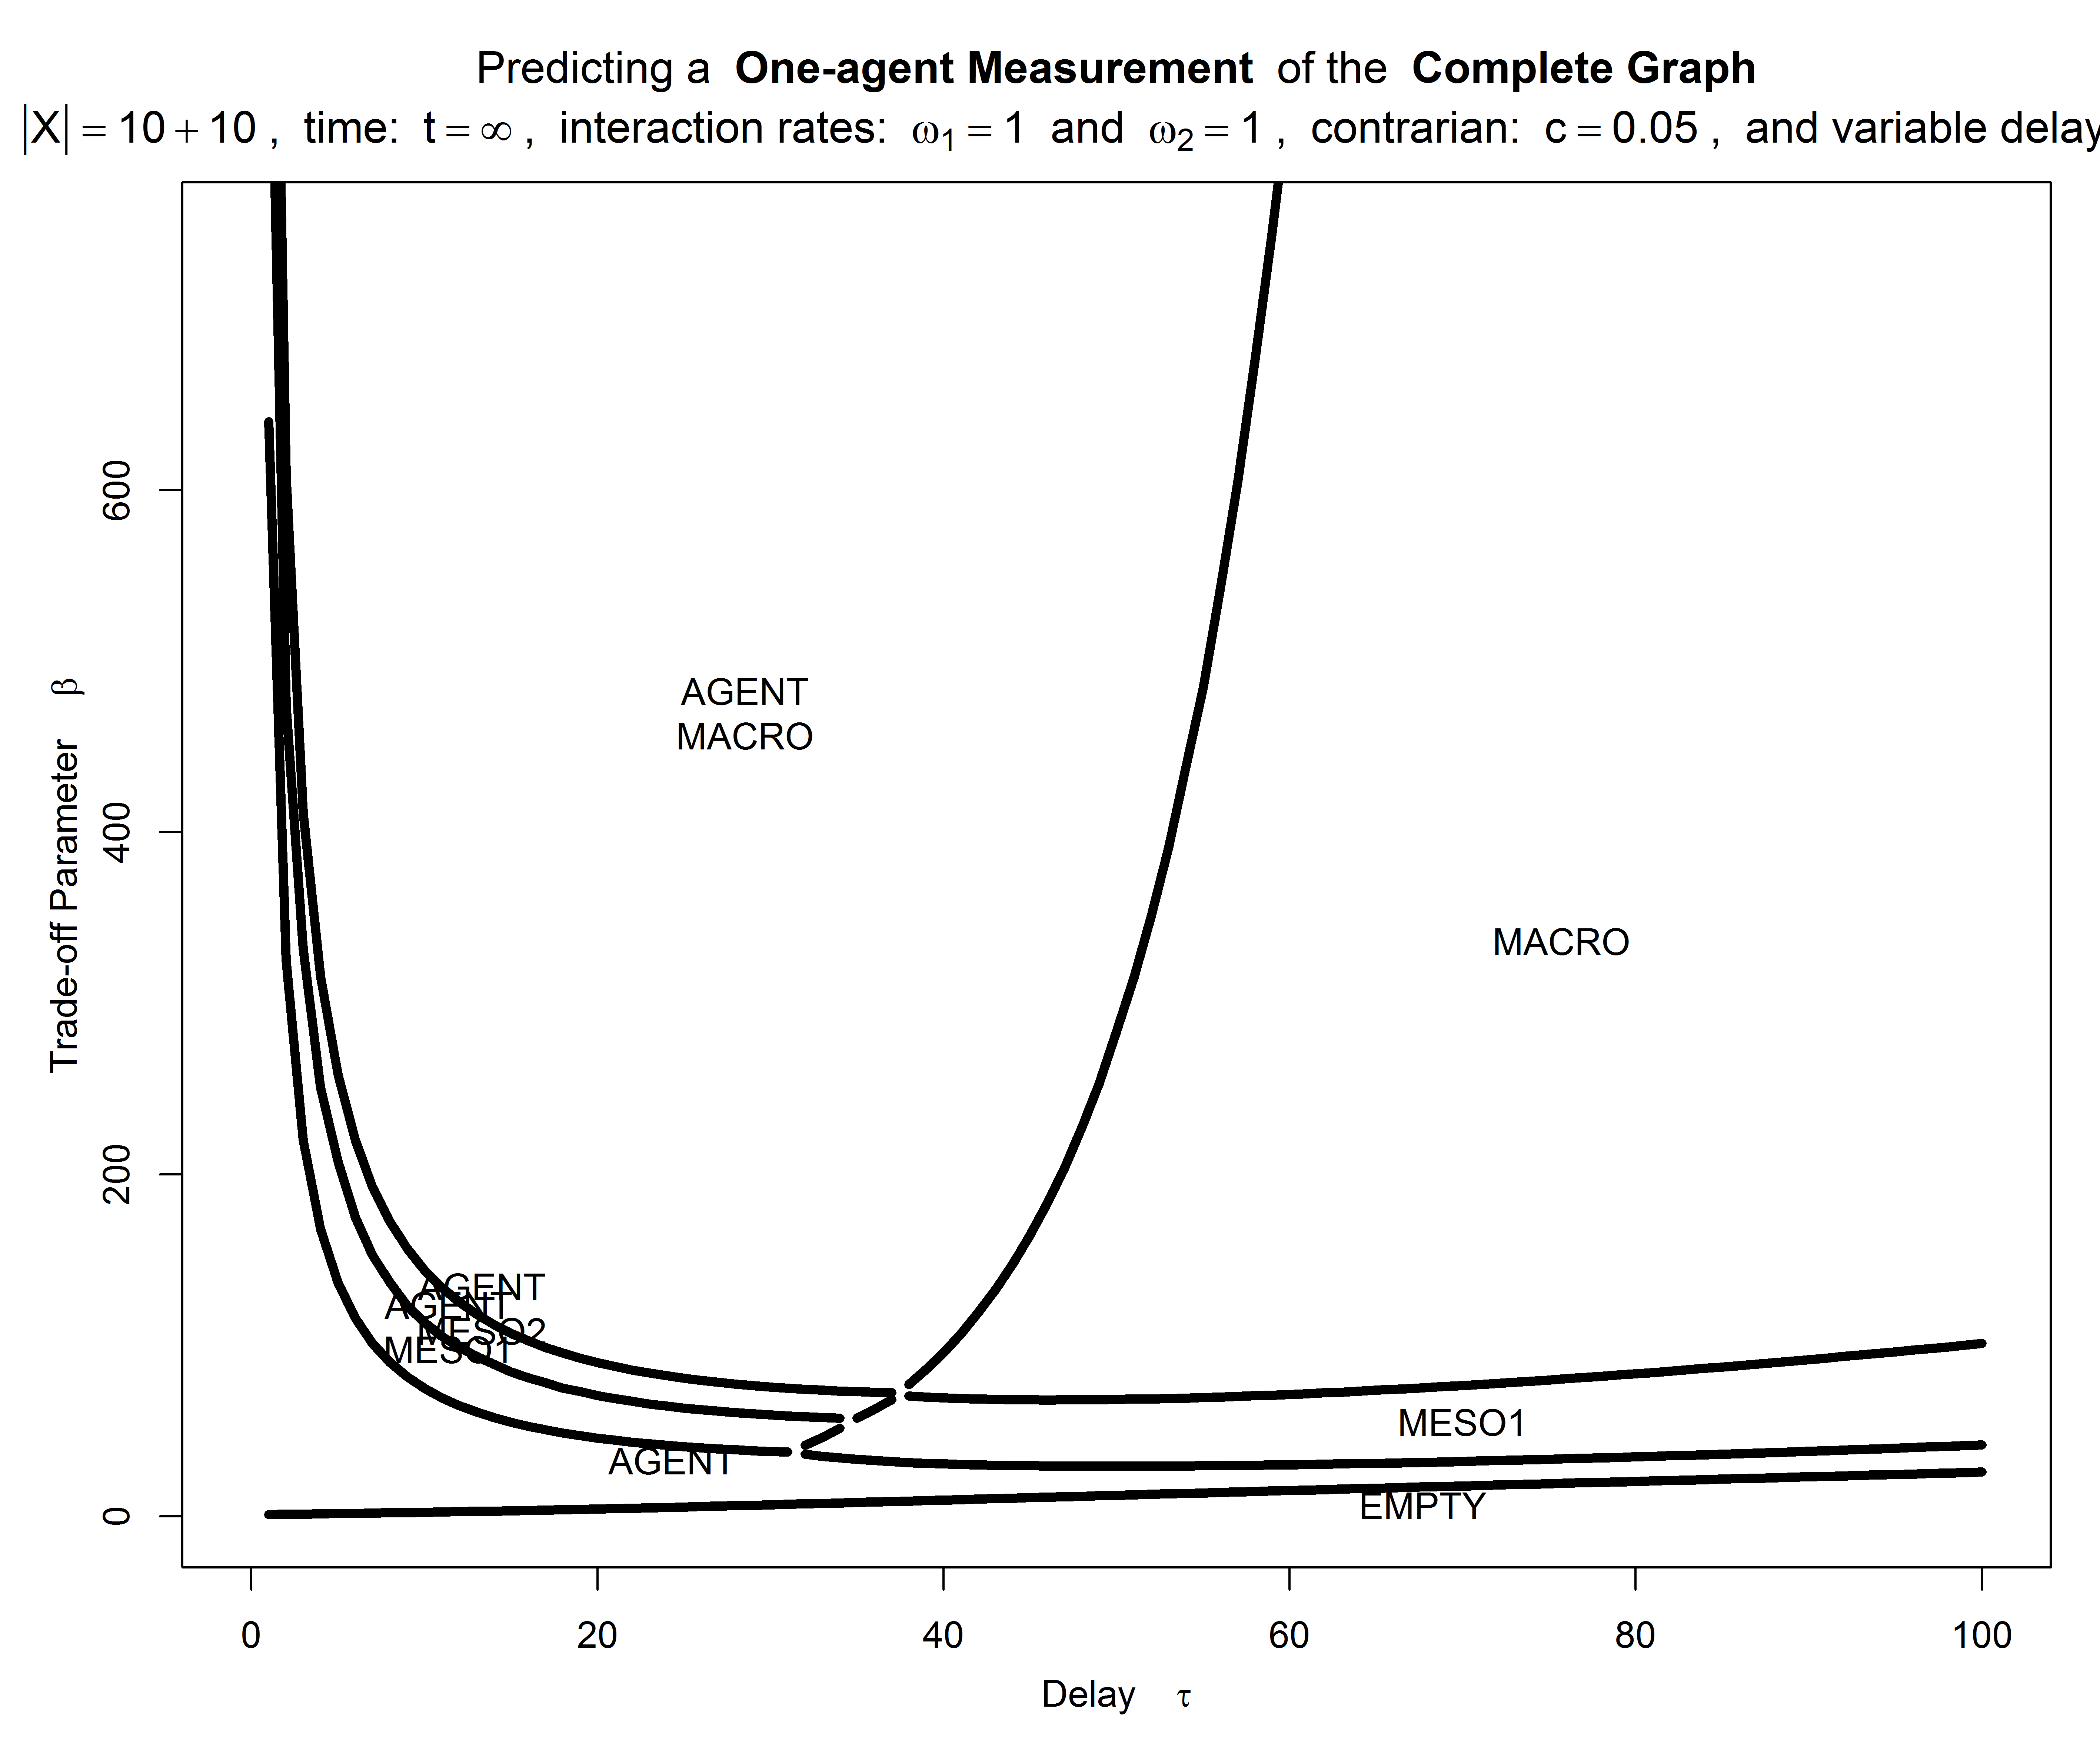 Predicting a One-agent Measurement of the Complete Graph
|X| = 10 + 10 , time: t = ∞ , interaction rates: ω1 = 1 and ω2 = 1 , contrarian: c = 0.05 , and variable delay
600
400
200
0
Trade-off Parameter β
AGENT
MACRO
MACRO
AGENT
MESO2
AGENT
MESO1
MESO1
AGENT
EMPTY
0 20 40 60 80 100
Delay τ